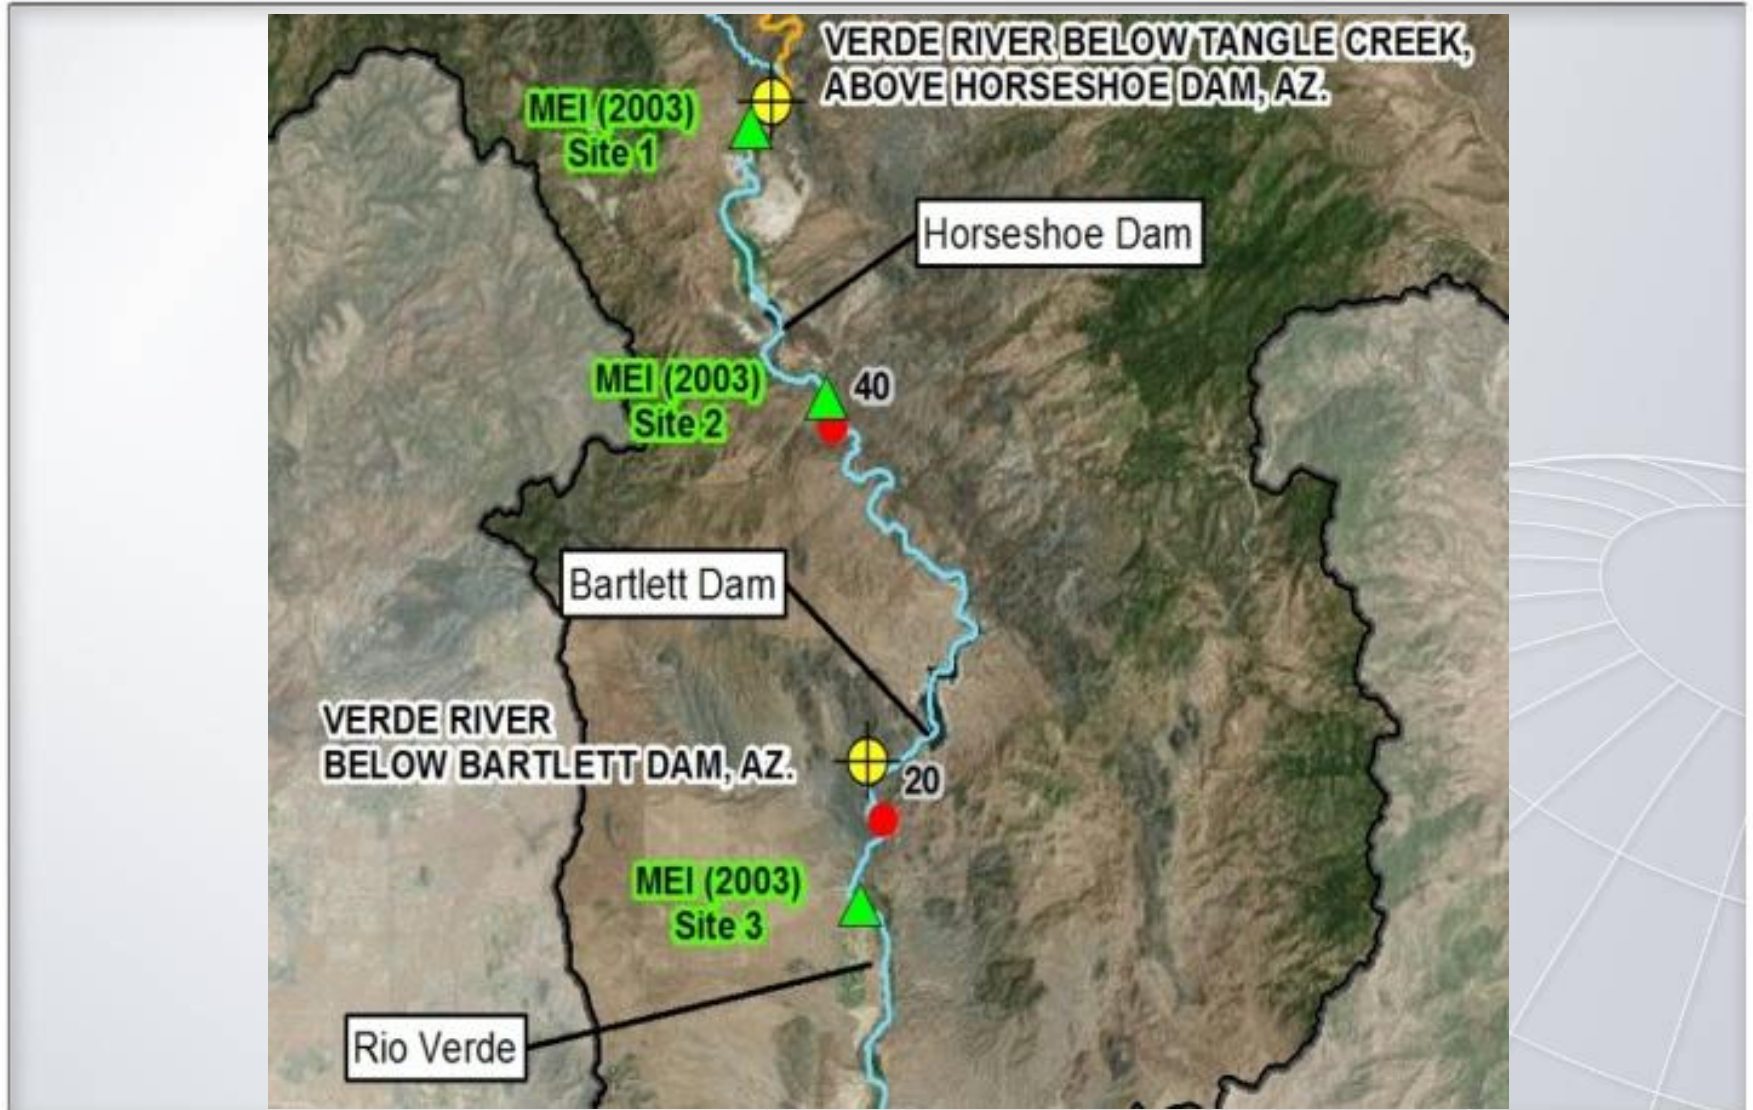 VERDE RIVER BELOW TANGLE CREEK,
ABOVE HORSESHOE DAM, AZ.
MEI (2003)
Site 1
Horseshoe Dam
MEI (2003)
Site 2
40
Bartlett Dam
VERDE RIVER
BELOW BARTLETT DAM, AZ.
20
MEI (2003)
Site 3
Rio Verde